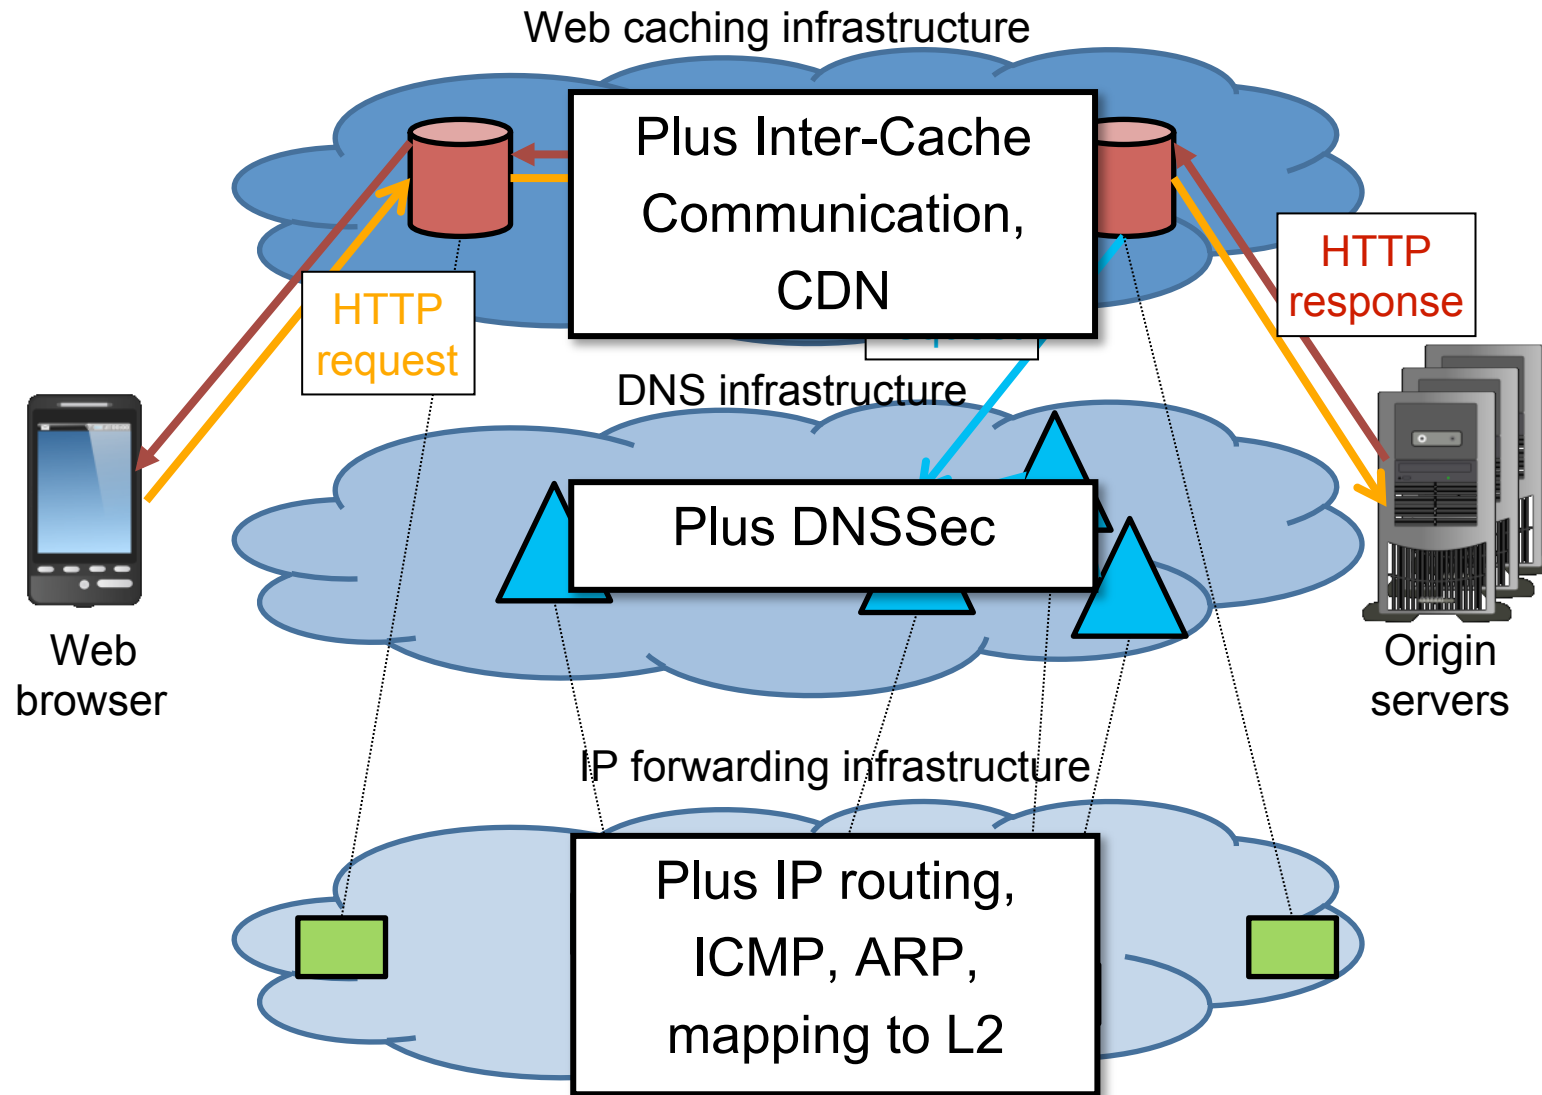 Web caching infrastructure
Plus Inter-Cache
Communication,
CDN
HTTP
request
HTTP
response
DNS infrastructure
Plus DNSSec
Web
browser
Origin
servers
IP forwarding infrastructure
Plus IP routing,
ICMP, ARP,
mapping to L2